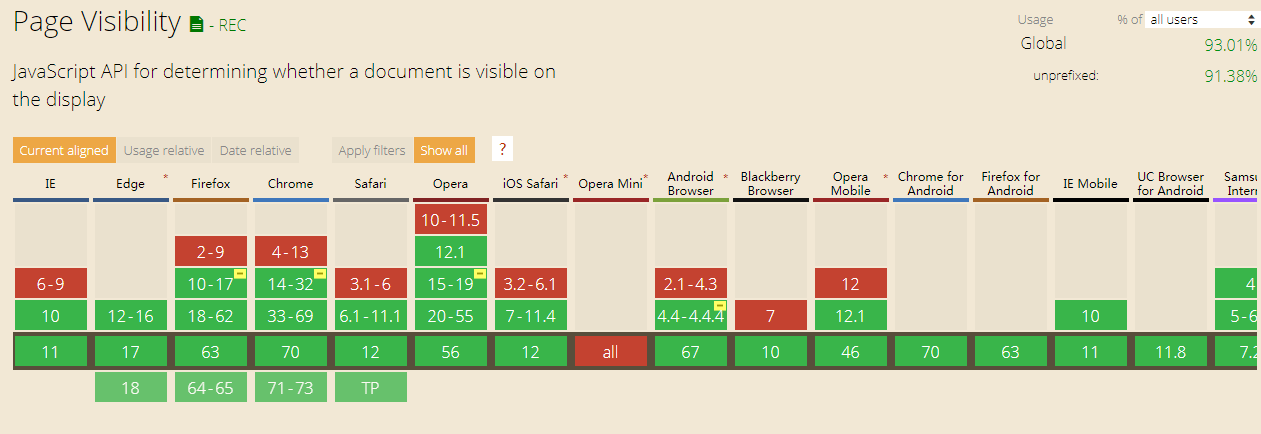 Page Visibility - REC
Usage % of all users
Global 93.01%
unprefixed: 91.38%
JavaScript API for determining whether a document is visible on
the display
Current aligned Usage relative Date relative Apply filters Show all ?
IE Edge * Firefox Chrome Safari Opera iOS Safari * Opera Mini * Android Browser * Blackberry Browser Opera Mobile * Chrome for Android Firefox for Android IE Mobile UC Browser for Android
10-11.5
2-9 4-13 12.1
6-9 10-17 14-32 3.1-6 15-19 3.2-6.1 2.1-4.3 12 4
10 12-16 18-62 33-69 6.1-11.1 20-55 7-11.4 4.4-4.4.4 7 12.1 10 5-6
11 17 63 70 12 56 12 all 67 10 46 70 63 11 11.8 7.2
18 64-65 71-73 TP